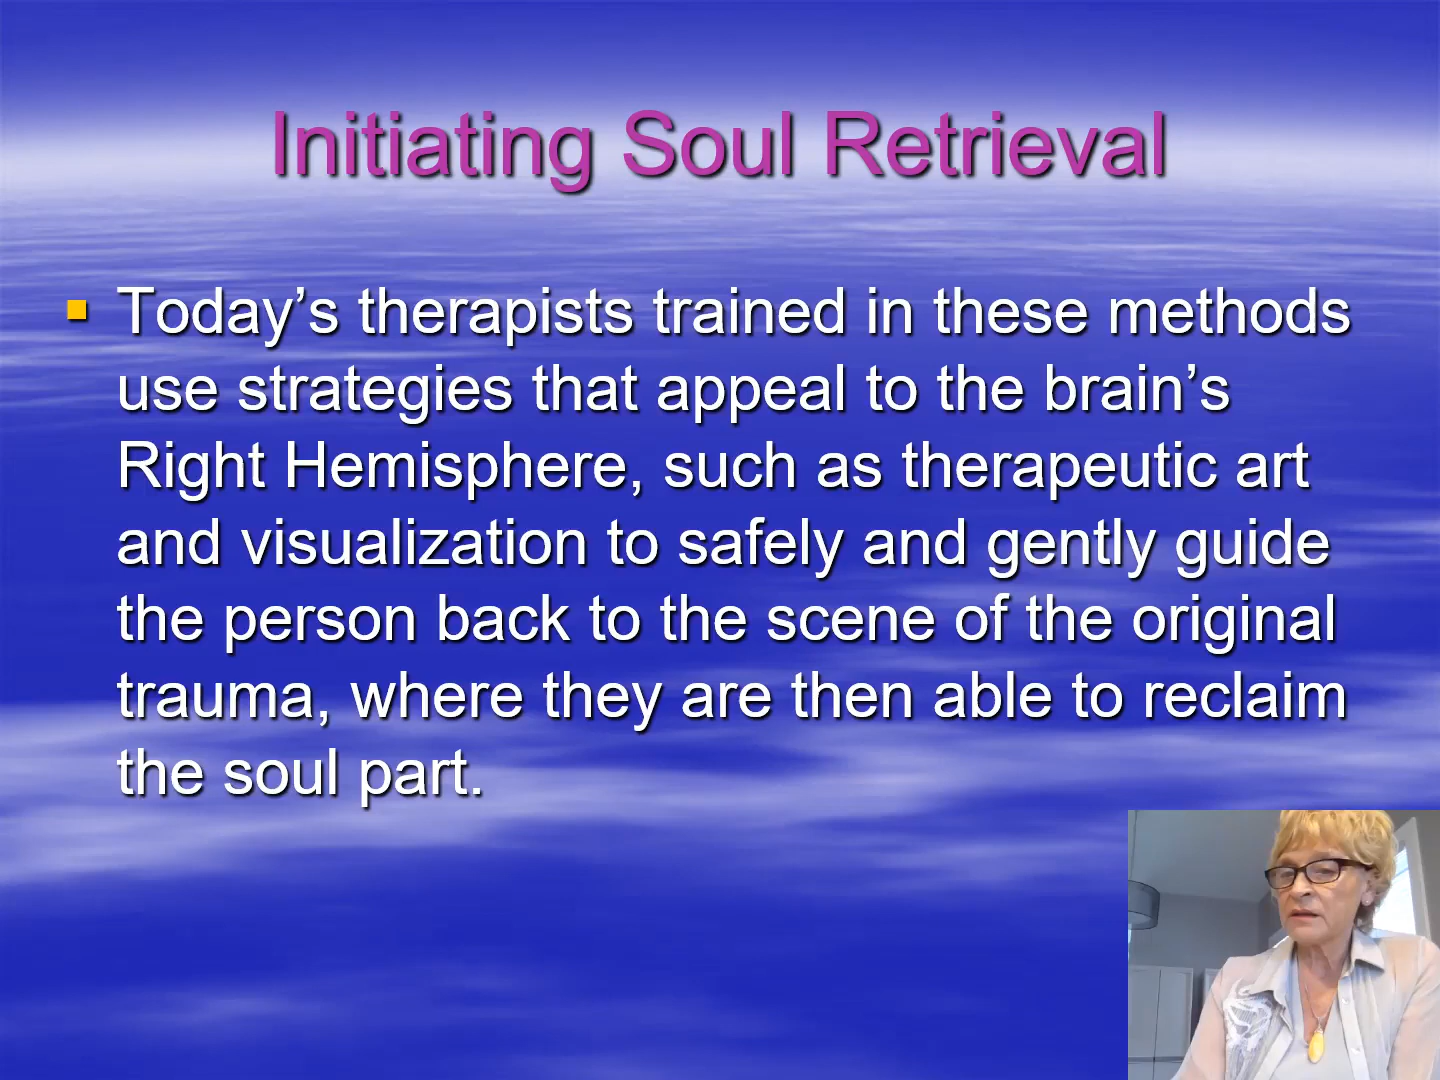 Initiating Soul Retrieval
Today’s therapists trained in these methods
use strategies that appeal to the brain’s
Right Hemisphere, such as therapeutic art
and visualization to safely and gently guide
the person back to the scene of the original
trauma, where they are then able to reclaim
the soul part.